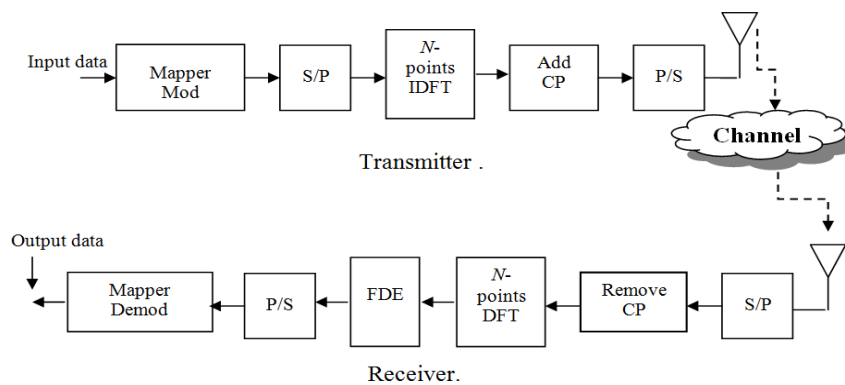 Input data
Mapper
Mod
S/P
N-
points
IDFT
Add
CP
P/S
Channel
Transmitter .
Output data
Mapper
Demod
P/S
FDE
N-
points
DFT
Remove
CP
S/P
Receiver.